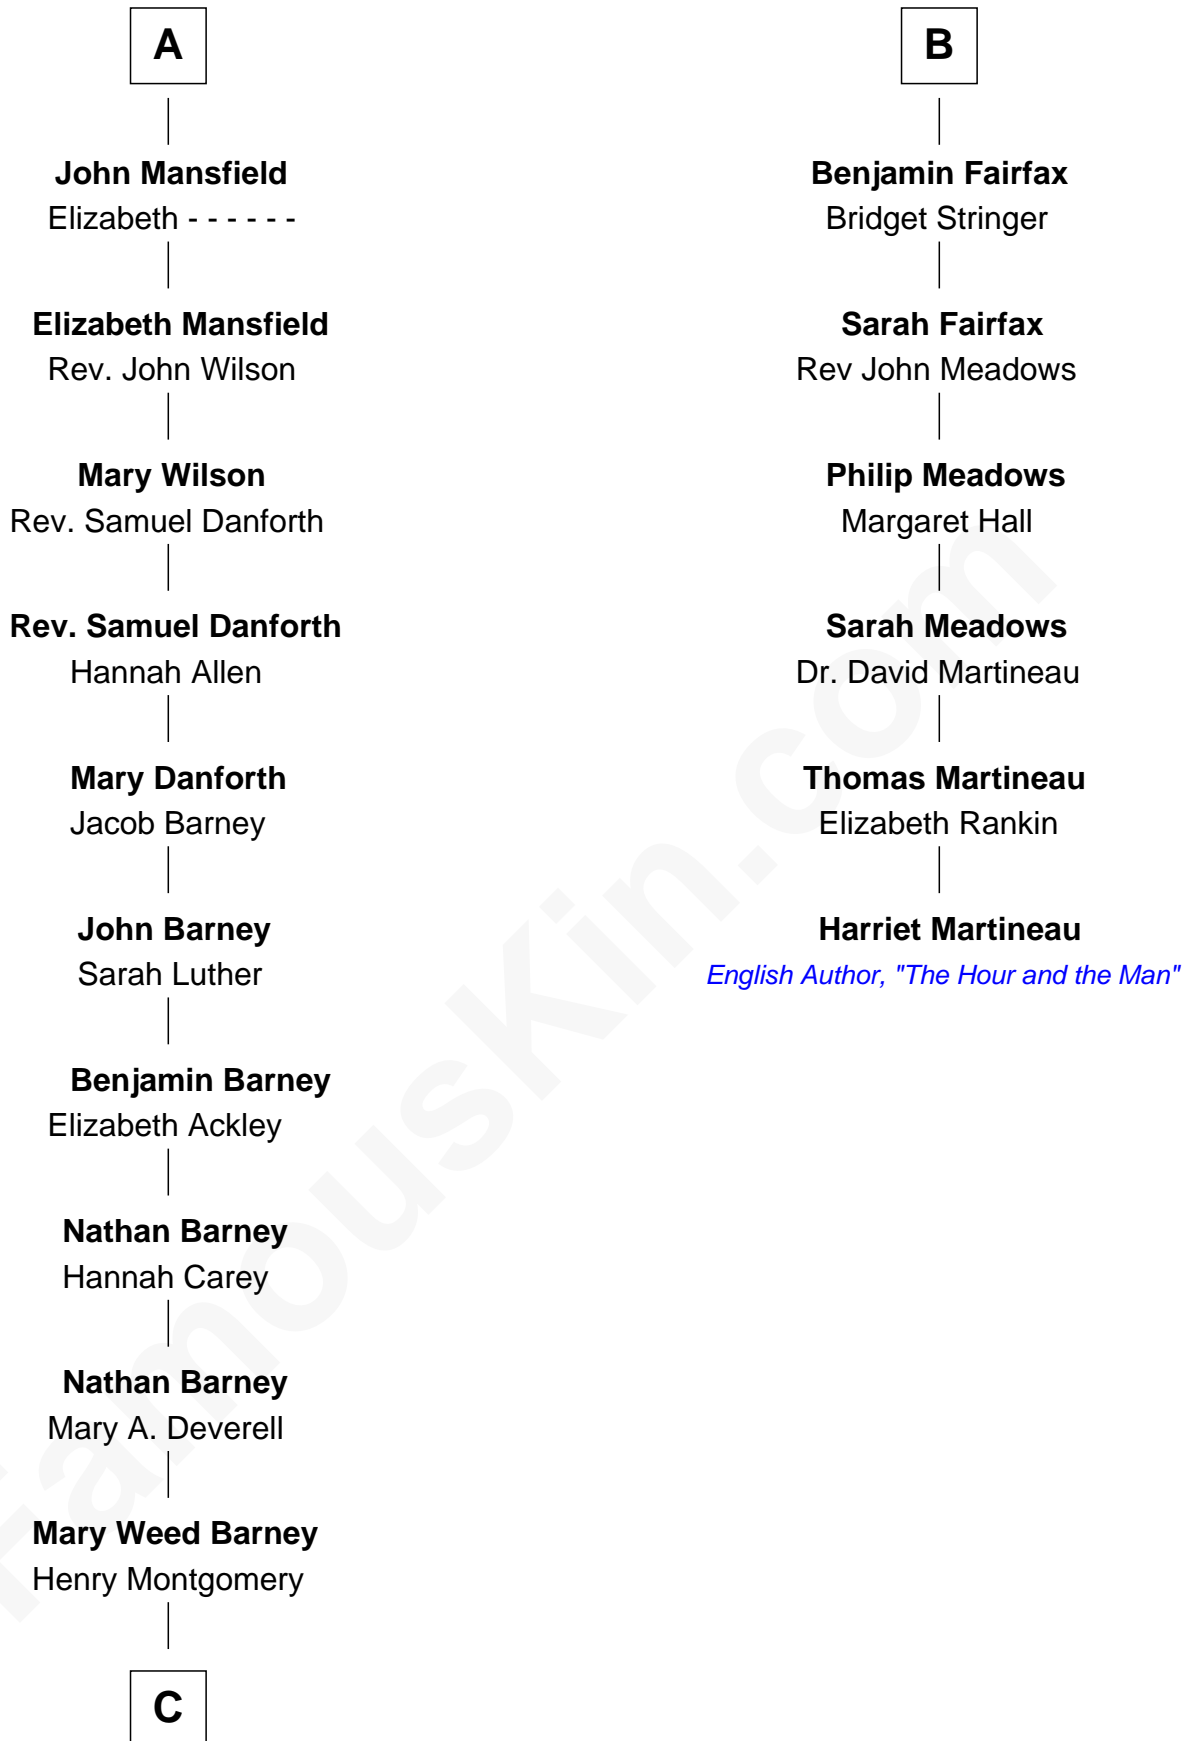 A
John Mansfield
Elizabeth - - - - - -
Elizabeth Mansfield
Rev. John Wilson
Mary Wilson
Rev. Samuel Danforth
Rev. Samuel Danforth
Hannah Allen
Mary Danforth
Jacob Barney
John Barney
Sarah Luther
Benjamin Barney
Elizabeth Ackley
Nathan Barney
Hannah Carey
Nathan Barney
Mary A. Deverell
Mary Weed Barney
Henry Montgomery
C
B
Benjamin Fairfax
Bridget Stringer
Sarah Fairfax
Rev John Meadows
Philip Meadows
Margaret Hall
Sarah Meadows
Dr. David Martineau
Thomas Martineau
Elizabeth Rankin
Harriet Martineau
English Author, "The Hour and the Man"
FamousKin.com